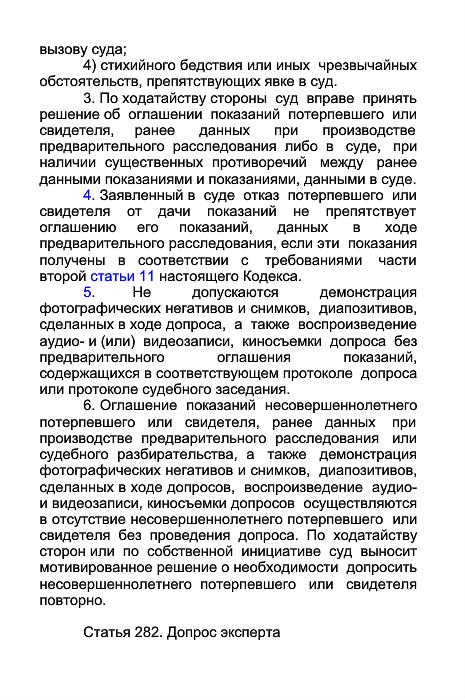 вызову суда;
4) стихийного бедствия или иных чрезвычайных
обстоятельств, препятствующих явке в суд.
3. По ходатайству стороны суд вправе принять
решение об оглашении показаний потерпевшего или
свидетеля, ранее данных при производстве
предварительного расследования либо в суде, при
наличии существенных противоречий между ранее
данными показаниями и показаниями, данными в суде.
4. Заявленный в суде отказ потерпевшего или
свидетеля от дачи показаний не препятствует
оглашению его показаний, данных в ходе
предварительного расследования, если эти показания
получены в соответствии с требованиями части
второй статьи 11 настоящего Кодекса.
5. Не допускаются демонстрация
фотографических негативов и снимков, диапозитивов,
сделанных в ходе допроса, а также воспроизведение
аудио- и (или) видеозаписи, киносъемки допроса без
предварительного оглашения показаний,
содержащихся в соответствующем протоколе допроса
или протоколе судебного заседания.
6. Оглашение показаний несовершеннолетнего
потерпевшего или свидетеля, ранее данных при
производстве предварительного расследования или
судебного разбирательства, а также демонстрация
фотографических негативов и снимков, диапозитивов,
сделанных в ходе допросов, воспроизведение аудио-
и видеозаписи, киносъемки допросов осуществляются
в отсутствие несовершеннолетнего потерпевшего или
свидетеля без проведения допроса. По ходатайству
сторон или по собственной инициативе суд выносит
мотивированное решение о необходимости допросить
несовершеннолетнего потерпевшего или свидетеля
повторно.
Статья 282. Допрос эксперта